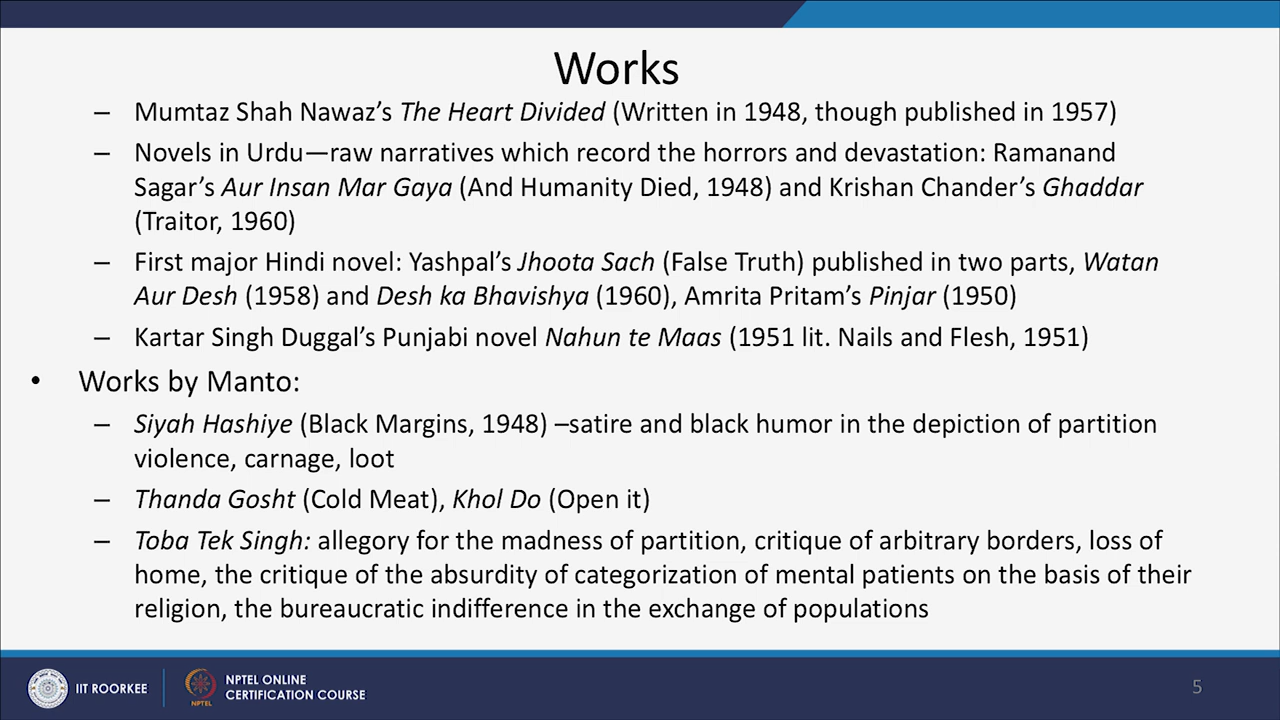 Works
– Mumtaz Shah Nawaz’s The Heart Divided (Written in 1948, though published in 1957)
– Novels in Urdu—raw narratives which record the horrors and devastation: Ramanand
Sagar’s Aur Insan Mar Gaya (And Humanity Died, 1948) and Krishan Chander’s Ghaddar
(Traitor, 1960)
– First major Hindi novel: Yashpal’s Jhoota Sach (False Truth) published in two parts, Watan
Aur Desh (1958) and Desh ka Bhavishya (1960), Amrita Pritam’s Pinjar (1950)
– Kartar Singh Duggal’s Punjabi novel Nahun te Maas (1951 lit. Nails and Flesh, 1951)
• Works by Manto:
– Siyah Hashiye (Black Margins, 1948) –satire and black humor in the depiction of partition
violence, carnage, loot
– Thanda Gosht (Cold Meat), Khol Do (Open it)
– Toba Tek Singh: allegory for the madness of partition, critique of arbitrary borders, loss of
home, the critique of the absurdity of categorization of mental patients on the basis of their
religion, the bureaucratic indifference in the exchange of populations
IIT ROORKEE
NPTEL
NPTEL ONLINE
CERTIFICATION COURSE
5